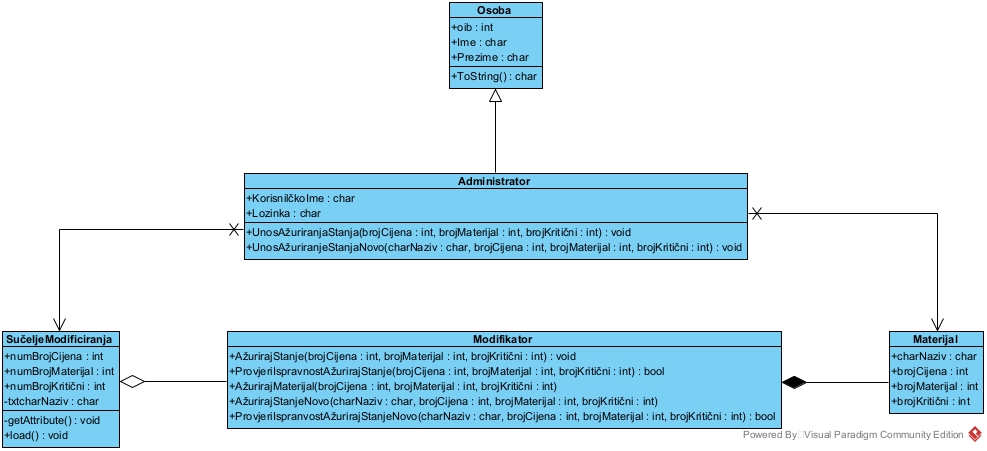 Osoba
+oib : int
+Ime : char
+Prezime : char
+ToString() : char
Administrator
+KorisnilčkoIme : char
+Lozinka : char
+UnosAžuriranjaStanja(brojCijena : int, brojMaterijal : int, brojKritični : int) : void
+UnosAžuriranjeStanjaNovo(charNaziv : char, brojCijena : int, brojMaterijal : int, brojKritični : int) : void
SučeljeModificiranja
+numBrojCijena : int
+numBrojMaterijal : int
+numBrojKritični : int
-txtcharNaziv : char
-getAttribute() : void
+load() : void
Modifikator
+AžurirajStanje(brojCijena : int, brojMaterijal : int, brojKritični : int) : void
+ProvjeriIspravnostAžurirajStanje(brojCijena : int, brojMaterijal : int, brojKritični : int) : bool
+AžurirajMaterijal(brojCijena : int, brojMaterijal : int, brojKritični : int)
+AžurirajStanjeNovo(charNaziv : char, brojCijena : int, brojMaterijal : int, brojKritični : int)
+ProvjeriIspravnostAžurirajStanjeNovo(charNaziv : char, brojCijena : int, brojMaterijal : int, brojKritični : int) : bool
Materijal
+charNaziv : char
+brojCijena : int
+brojMaterijal : int
+brojKritični : int
Powered By Visual Paradigm Community Edition